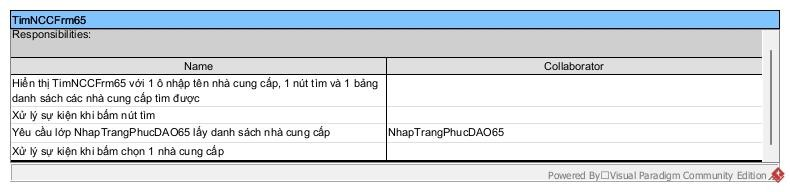 TimNCCFrm65
Responsibilities:
Name
Collaborator
Hiển thị TimNCCFrm65 với 1 ô nhập tên nhà cung cấp, 1 nút tìm và 1 bảng
danh sách các nhà cung cấp tìm được
Xử lý sự kiện khi bấm nút tìm
Yêu cầu lớp NhapTrangPhucDAO65 lấy danh sách nhà cung cấp
NhapTrangPhucDAO65
Xử lý sự kiện khi bấm chọn 1 nhà cung cấp
Powered By□Visual Paradigm Community Edition